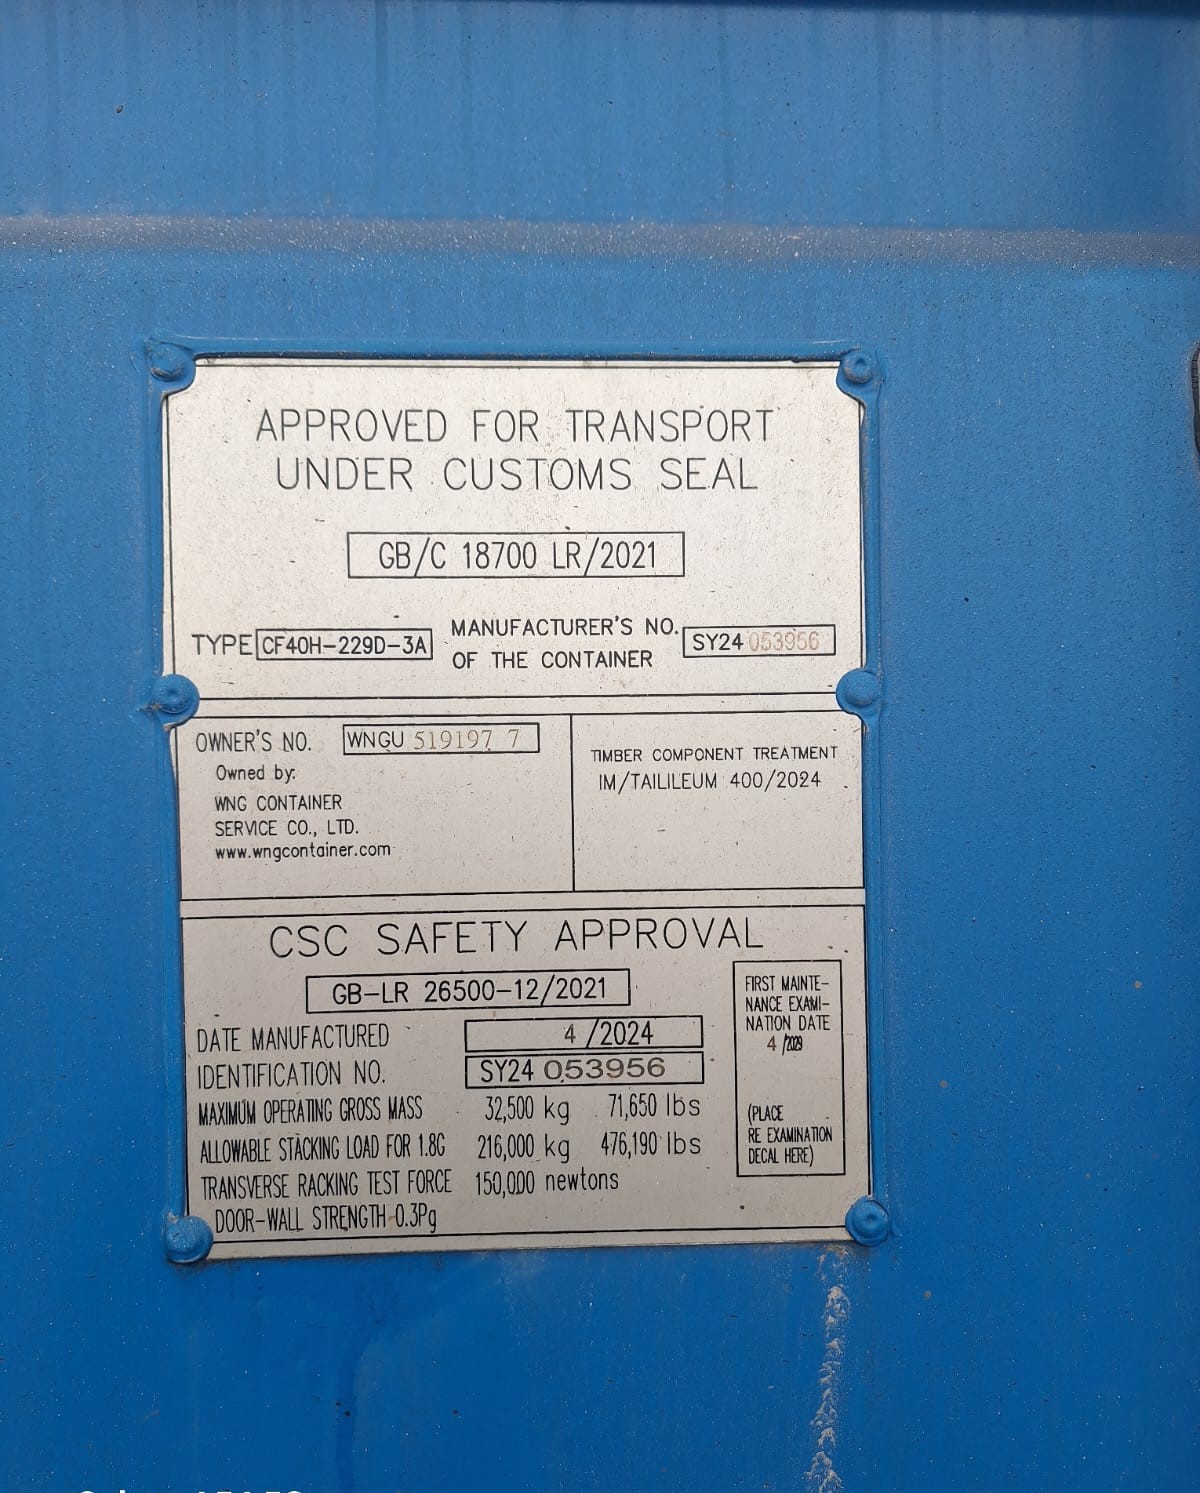 APPROVED FOR TRANSPORT
UNDER CUSTOMS SEAL
GB/C 18700 LR/2021
TYPE CF40H-229D-3A
MANUFACTURER'S NO.
OF THE CONTAINER
SY24 053956
OWNER'S NO. WNGU 519197 7
Owned by:
WNG CONTAINER
SERVICE CO., LTD.
www.wngcontainer.com
TIMBER COMPONENT TREATMENT
IM/TAILILEUM 400/2024
CSC SAFETY APPROVAL
GB-LR 26500-12/2021
DATE MANUFACTURED 4 /2024
IDENTIFICATION NO. SY24 053956
MAXIMUM OPERATING GROSS MASS 32,500 kg 71,650 lbs
ALLOWABLE STACKING LOAD FOR 1.8G 216,000 kg 476,190 lbs
TRANSVERSE RACKING TEST FORCE 150,000 newtons
DOOR-WALL STRENGTH 0.3Pg
FIRST MAINTE-
NANCE EXAMI-
NATION DATE
4 /2029
(PLACE
RE EXAMINATION
DECAL HERE)